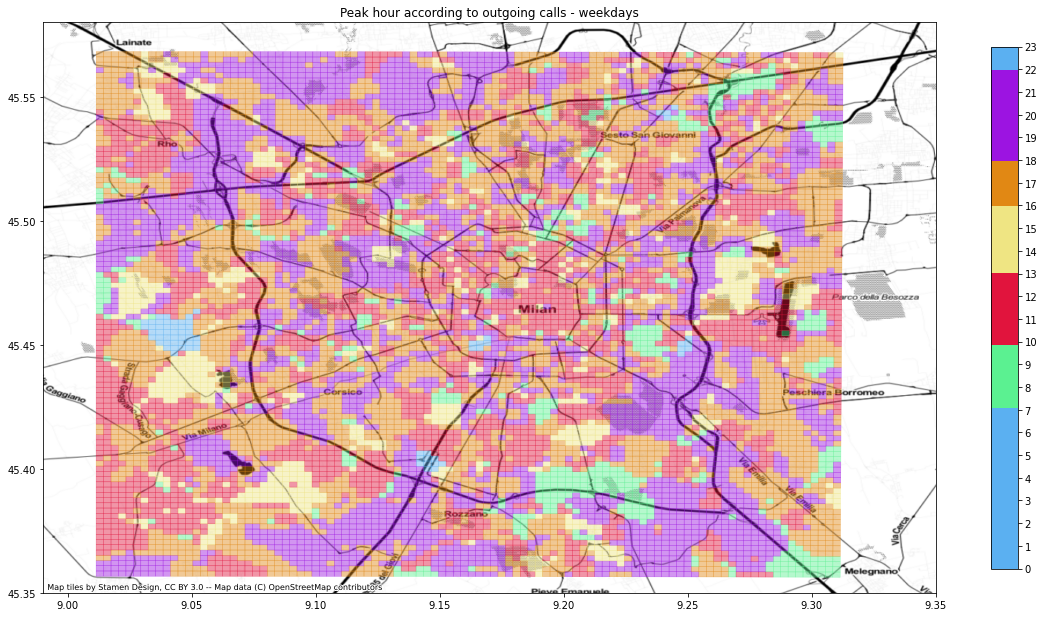 Peak hour according to outgoing calls - weekdays
Lainate
45.55
Sesto San Giovanni
Rho
45.50
Via Palmanova
Parco della Besozza
Milan
45.45
Gaggiano
Corsico
Peschiera Borromeo
Via Milano
45.40
Via Emilia
Via Emilia
Rozzano
Via Cerca
Melegnano
Map tiles by Stamen Design, CC BY 3.0 -- Map data (C) OpenStreetMap contributors
Pieve Emanuele
45.35
9.00
9.05
9.10
9.15
9.20
9.25
9.30
9.35
23
22
21
20
19
18
17
16
15
14
13
12
11
10
9
8
7
6
5
4
3
2
1
0